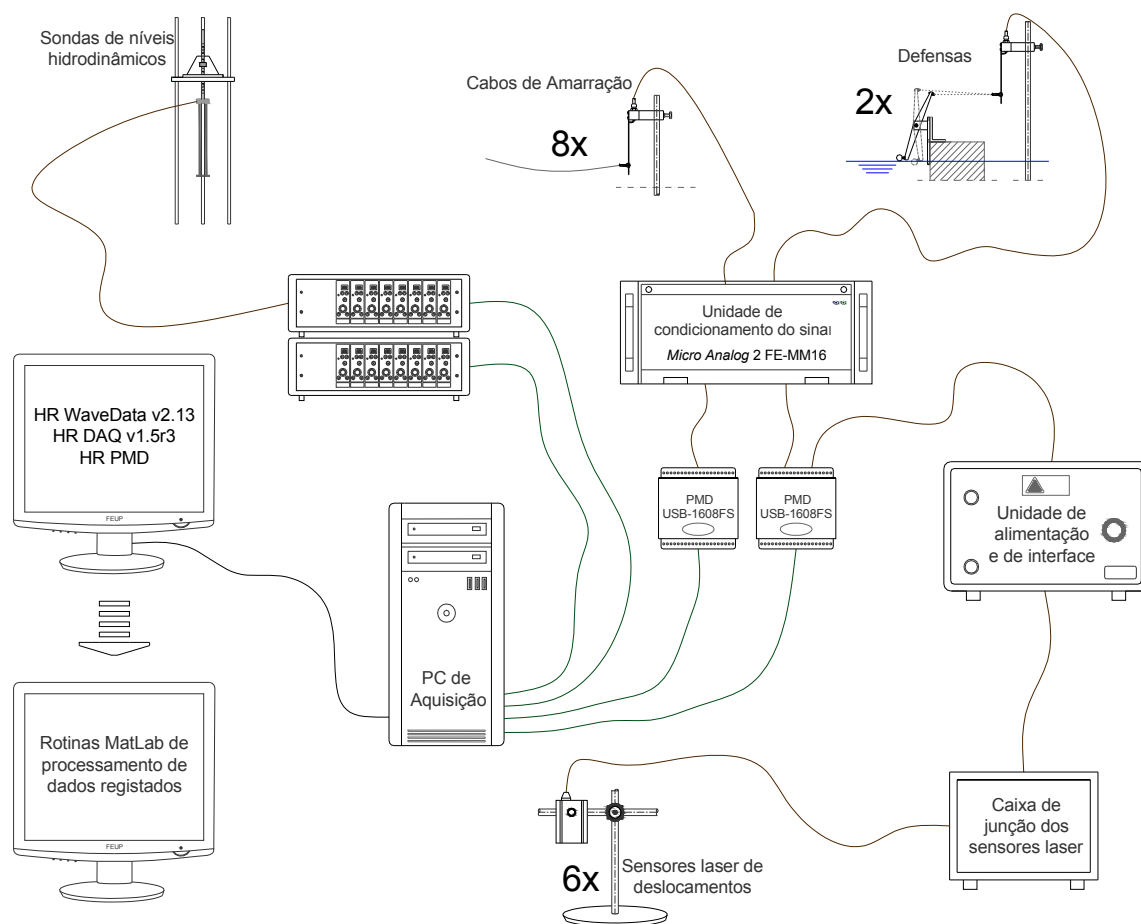 Sondas de níveis
hidrodinâmicos
Cabos de Amarração
8x
Defensas
2x
Unidade de
condicionamento do sinal
Micro Analog 2 FE-MM16
HR WaveData v2.13
HR DAQ v1.5r3
HR PMD
FEUP
PMD
USB-1608FS
PMD
USB-1608FS
Unidade de
alimentação
e de interface
PC de
Aquisição
Rotinas MatLab de
processamento de
dados registados
FEUP
Caixa de
junção dos
sensores laser
6x
Sensores laser de
deslocamentos